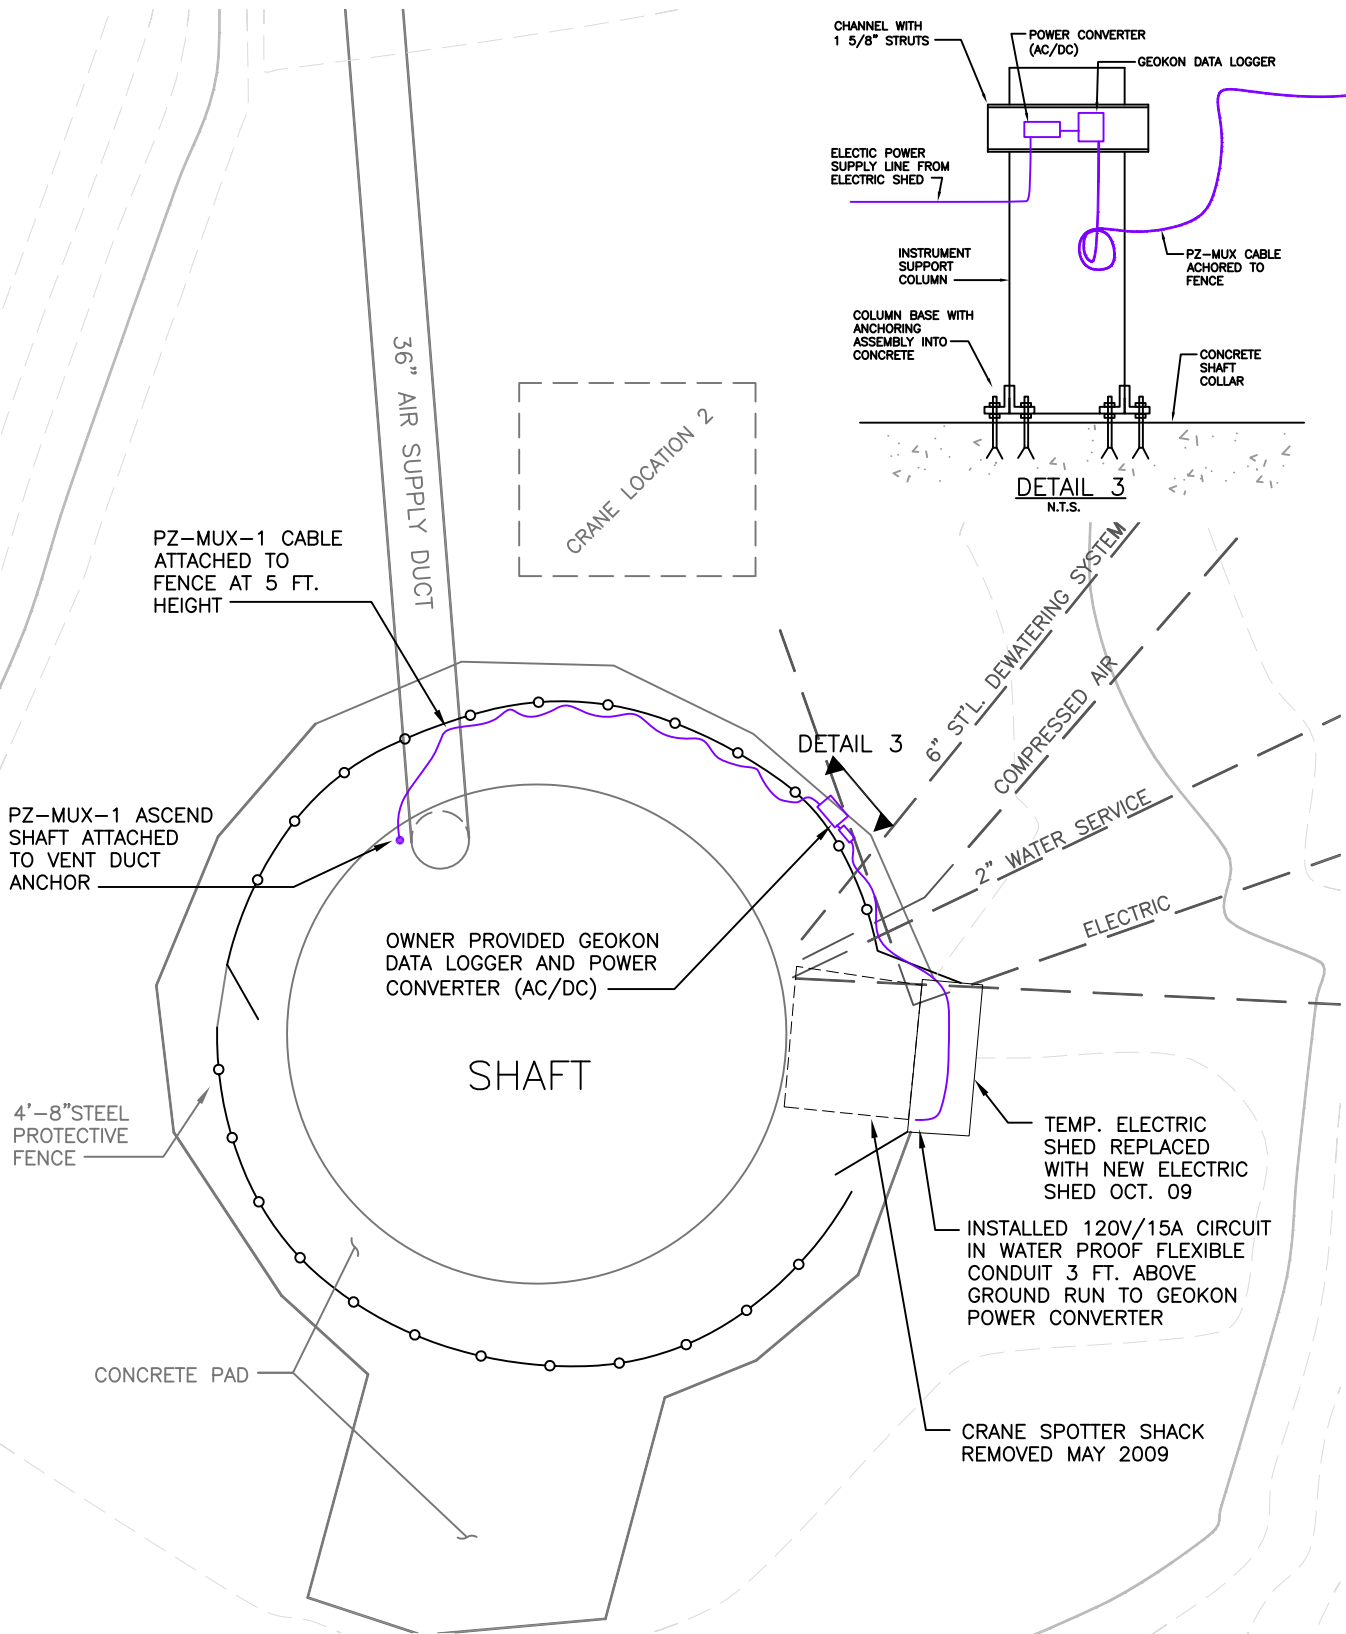 CHANNEL WITH
1 5/8" STRUTS
POWER CONVERTER
(AC/DC)
GEOKON DATA LOGGER
ELECTIC POWER
SUPPLY LINE FROM
ELECTRIC SHED
INSTRUMENT
SUPPORT
COLUMN
PZ-MUX CABLE
ACHORED TO
FENCE
COLUMN BASE WITH
ANCHORING
ASSEMBLY INTO
CONCRETE
CONCRETE
SHAFT
COLLAR
DETAIL 3
N.T.S.
36" AIR SUPPLY DUCT
CRANE LOCATION 2
PZ-MUX-1 CABLE
ATTACHED TO
FENCE AT 5 FT.
HEIGHT
6" ST'L. DEWATERING SYSTEM
COMPRESSED AIR
2" WATER SERVICE
ELECTRIC
DETAIL 3
PZ-MUX-1 ASCEND
SHAFT ATTACHED
TO VENT DUCT
ANCHOR
OWNER PROVIDED GEOKON
DATA LOGGER AND POWER
CONVERTER (AC/DC)
SHAFT
4'-8"STEEL
PROTECTIVE
FENCE
TEMP. ELECTRIC
SHED REPLACED
WITH NEW ELECTRIC
SHED OCT. 09
INSTALLED 120V/15A CIRCUIT
IN WATER PROOF FLEXIBLE
CONDUIT 3 FT. ABOVE
GROUND RUN TO GEOKON
POWER CONVERTER
CONCRETE PAD
CRANE SPOTTER SHACK
REMOVED MAY 2009